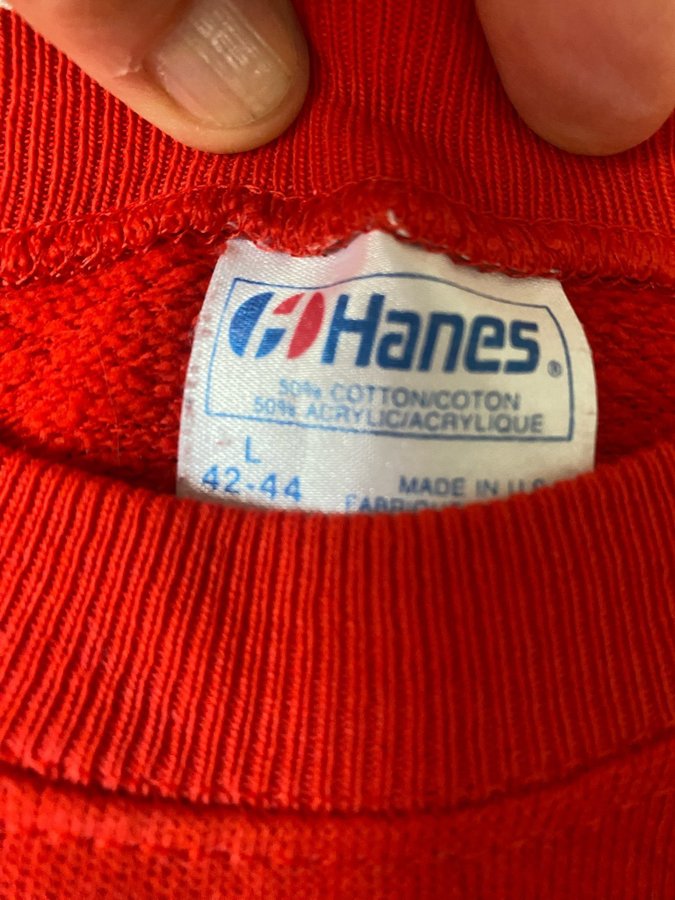 Hanes®
50% COTTON/COTON
50% ACRYLIC/ACRYLIQUE
L
42-44
MADE IN U.S